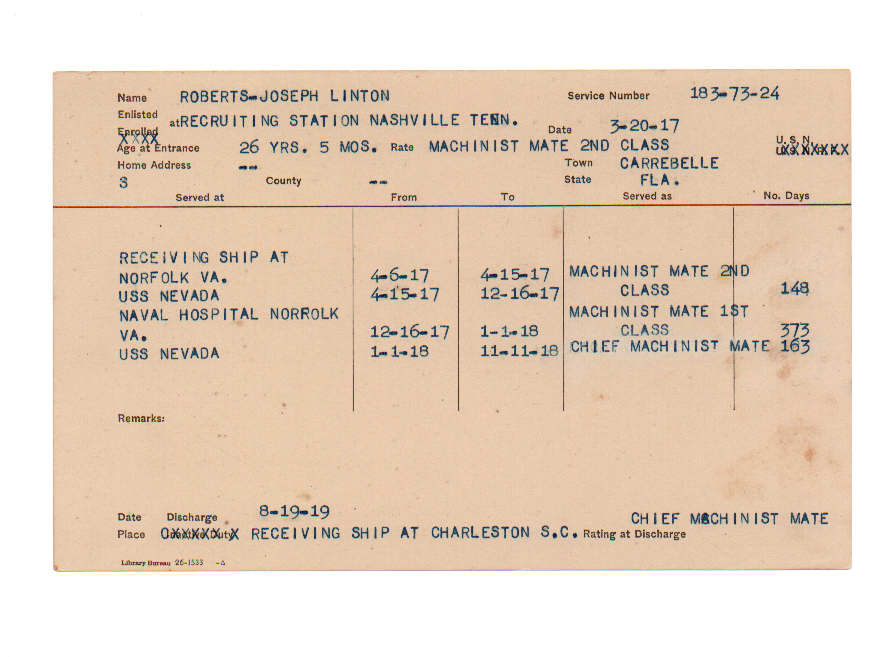 Name ROBERTS-JOSEPH LINTON Service Number 183-73-24
Enlisted at RECRUITING STATION NASHVILLE TENN. Date 3-20-17
Enrolled XXXX U.S.N.
Age at Entrance 26 YRS. 5 MOS. Rate MACHINIST MATE 2ND CLASS
Home Address -- Town CARREBELLE
S County -- State FLA.
Served at From To Served as No. Days
RECEIVING SHIP AT
NORFOLK VA. 4-6-17 4-15-17 MACHINIST MATE 2ND
USS NEVADA 4-15-17 12-16-17 CLASS 148
NAVAL HOSPITAL NORFOLK MACHINIST MATE 1ST
VA. 12-16-17 1-1-18 CLASS 373
USS NEVADA 1-1-18 11-11-18 CHIEF MACHINIST MATE 163
Remarks:
Date Discharge 8-19-19 CHIEF MACHINIST MATE
Place RECEIVING SHIP AT CHARLESTON S.C. Rating at Discharge
Library Bureau 26-1533 -A